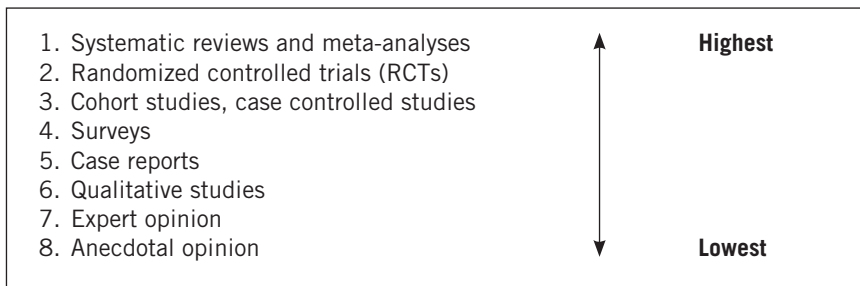 1. Systematic reviews and meta-analyses Highest
2. Randomized controlled trials (RCTs)
3. Cohort studies, case controlled studies
4. Surveys
5. Case reports
6. Qualitative studies
7. Expert opinion
8. Anecdotal opinion Lowest